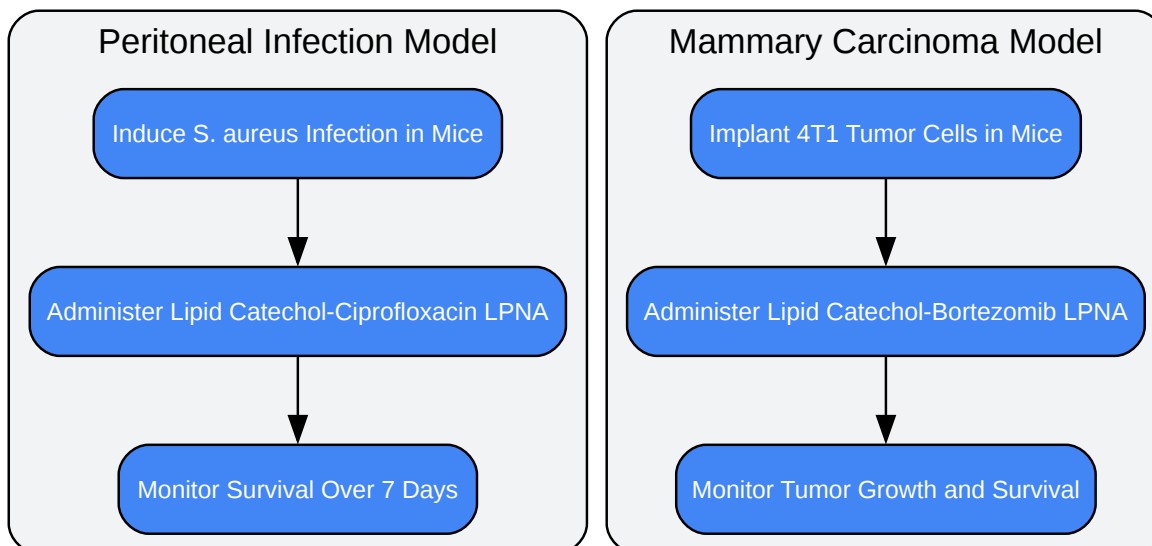 Peritoneal Infection Model
Induce S. aureus Infection in Mice
Administer Lipid Catechol-Ciprofloxacin LPNA
Monitor Survival Over 7 Days
Mammary Carcinoma Model
Implant 4T1 Tumor Cells in Mice
Administer Lipid Catechol-Bortezomib LPNA
Monitor Tumor Growth and Survival